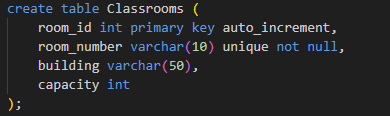 create table Classrooms (
    room_id int primary key auto_increment,
    room_number varchar(10) unique not null,
    building varchar(50),
    capacity int
);